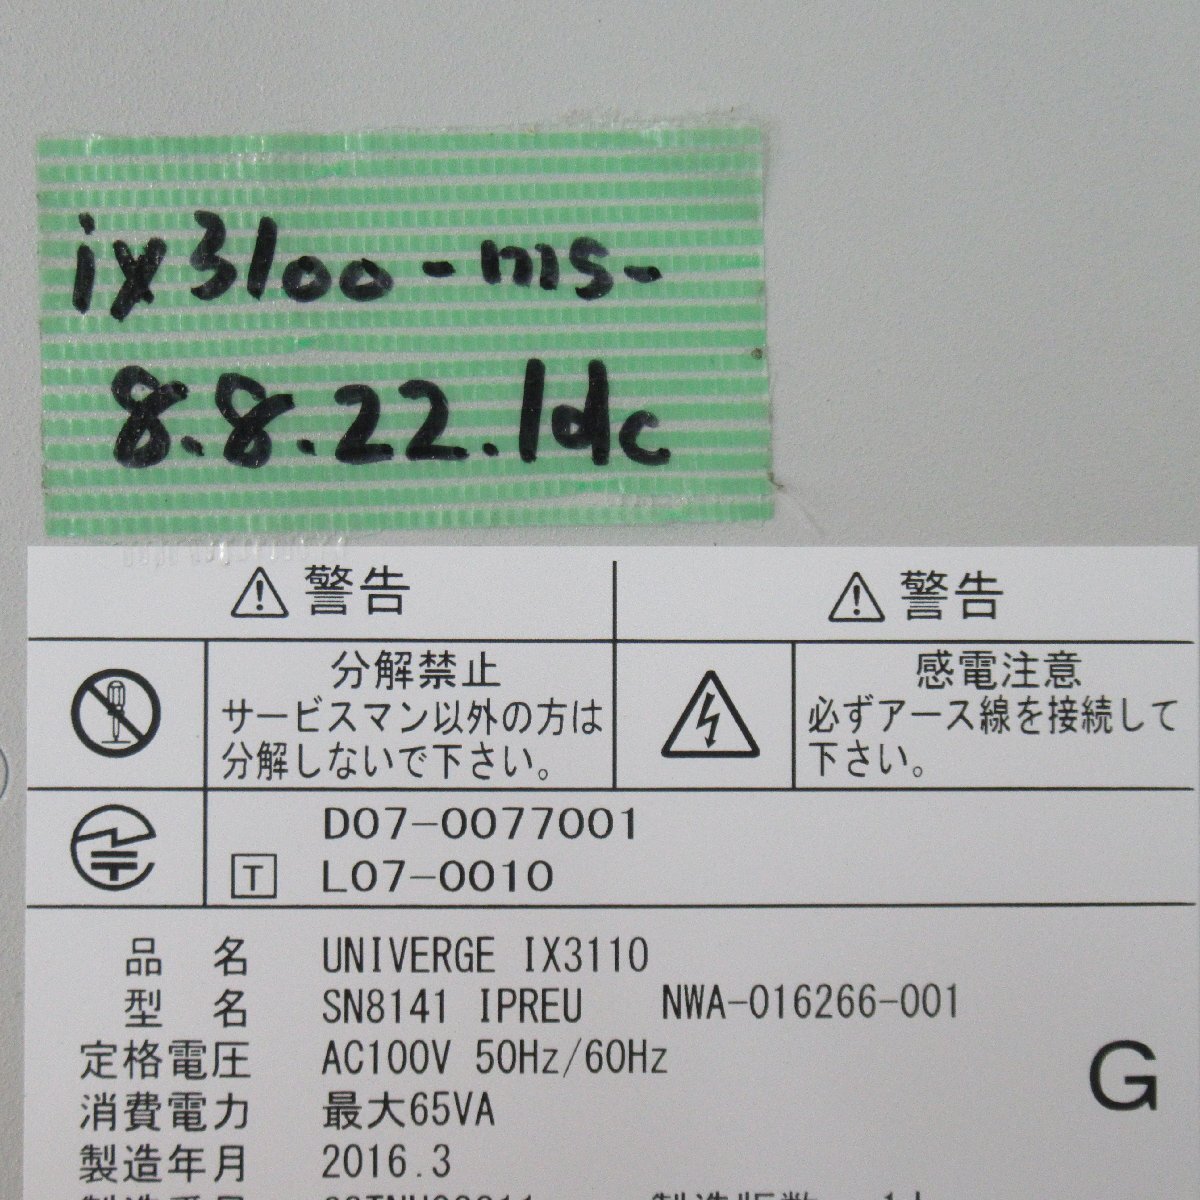 ix3100-ms-
8.8.22.ldc
警告
分解禁止
サービスマン以外の方は
分解しないで下さい。
警告
感電注意
必ずアース線を接続して
下さい。
D07-0077001
T L07-0010
品 名 UNIVERGE IX3110
型 名 SN8141 IPREU NWA-016266-001
定格電圧 AC100V 50Hz/60Hz
消費電力 最大65VA
G
製造年月 2016.3